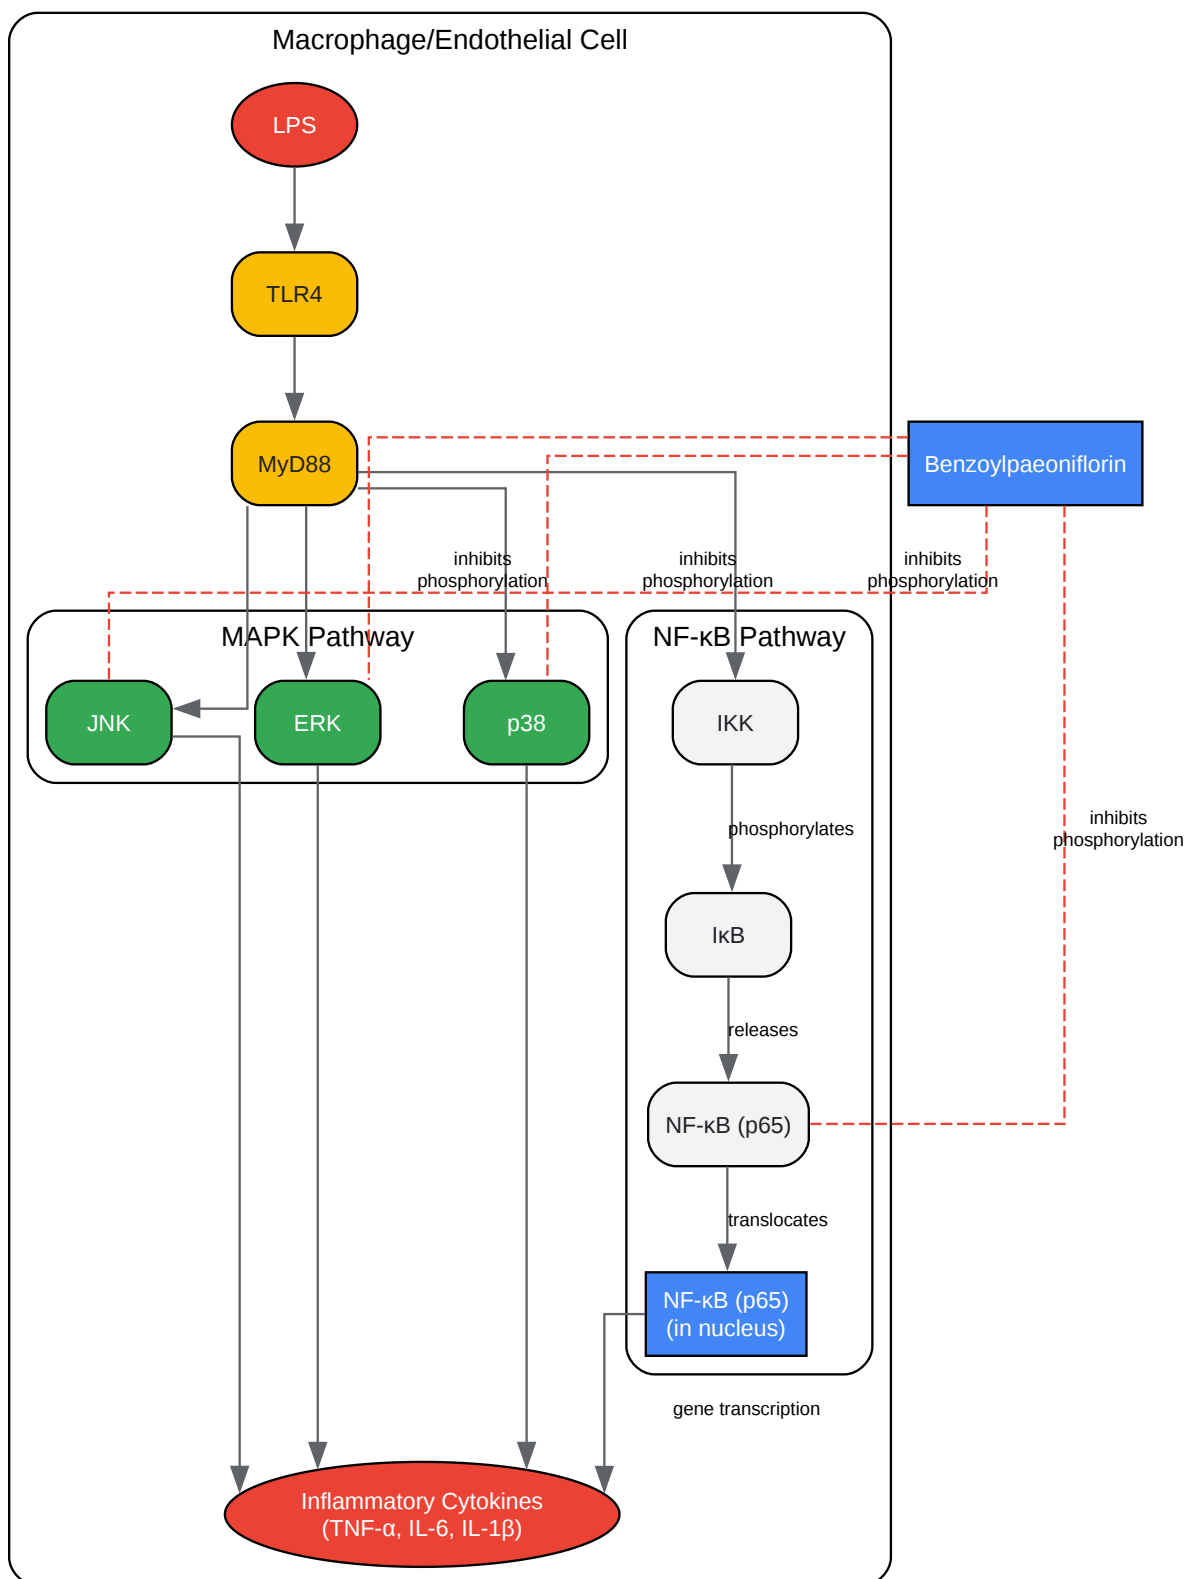 Macrophage/Endothelial Cell
LPS
TLR4
MyD88
Benzoylpaeoniflorin
inhibits
phosphorylation
inhibits
phosphorylation
inhibits
phosphorylation
MAPK Pathway
NF-κB Pathway
JNK
ERK
p38
IKK
phosphorylates
inhibits
phosphorylation
IκB
releases
NF-κB (p65)
translocates
NF-κB (p65)
(in nucleus)
gene transcription
Inflammatory Cytokines
(TNF-α, IL-6, IL-1β)